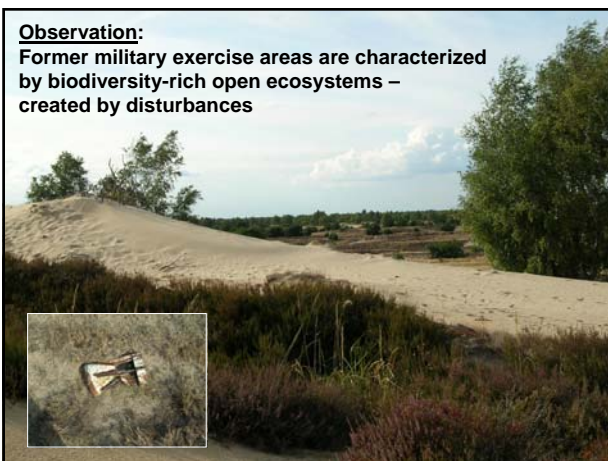 Observation:
Former military exercise areas are characterized
by biodiversity-rich open ecosystems –
created by disturbances